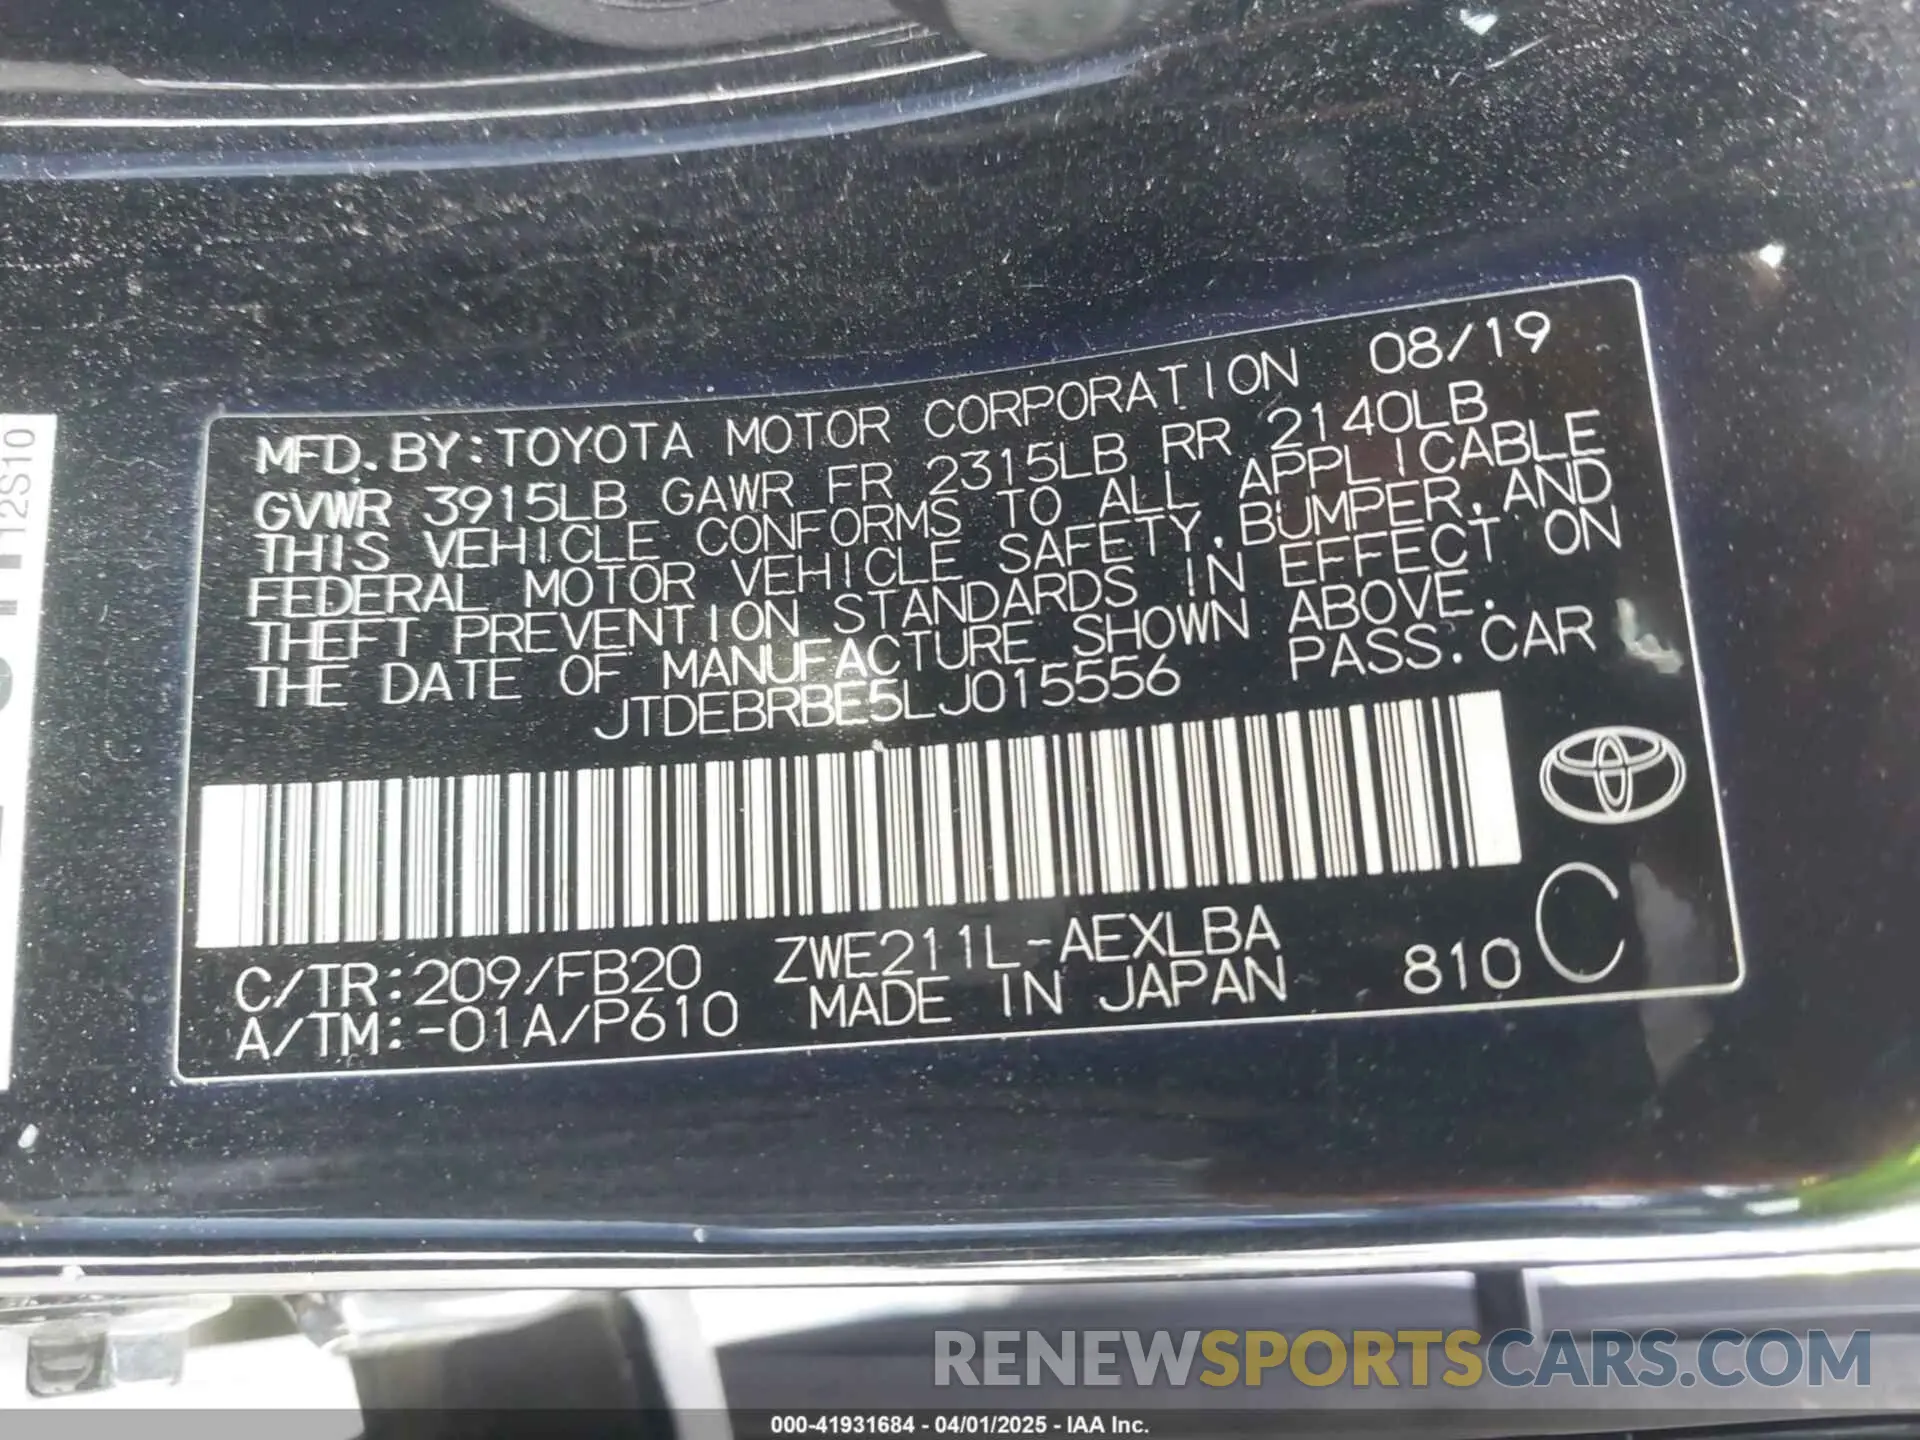 MFD. BY: TOYOTA MOTOR CORPORATION 08/19
GVWR 3915LB GAWR FR 2315LB RR 2140LB
THIS VEHICLE CONFORMS TO ALL APPLICABLE
FEDERAL MOTOR VEHICLE SAFETY, BUMPER, AND
THEFT PREVENTION STANDARDS IN EFFECT ON
THE DATE OF MANUFACTURE SHOWN ABOVE.
JTDEBRBE5LJ015556 PASS. CAR
C/TR: 209/FB20 ZWE211L-AEXLBA
A/TM: -01A/P610 MADE IN JAPAN 810 C
12S10
RENEWSPORTSCARS.COM
000-41931684 - 04/01/2025 - IAA Inc.